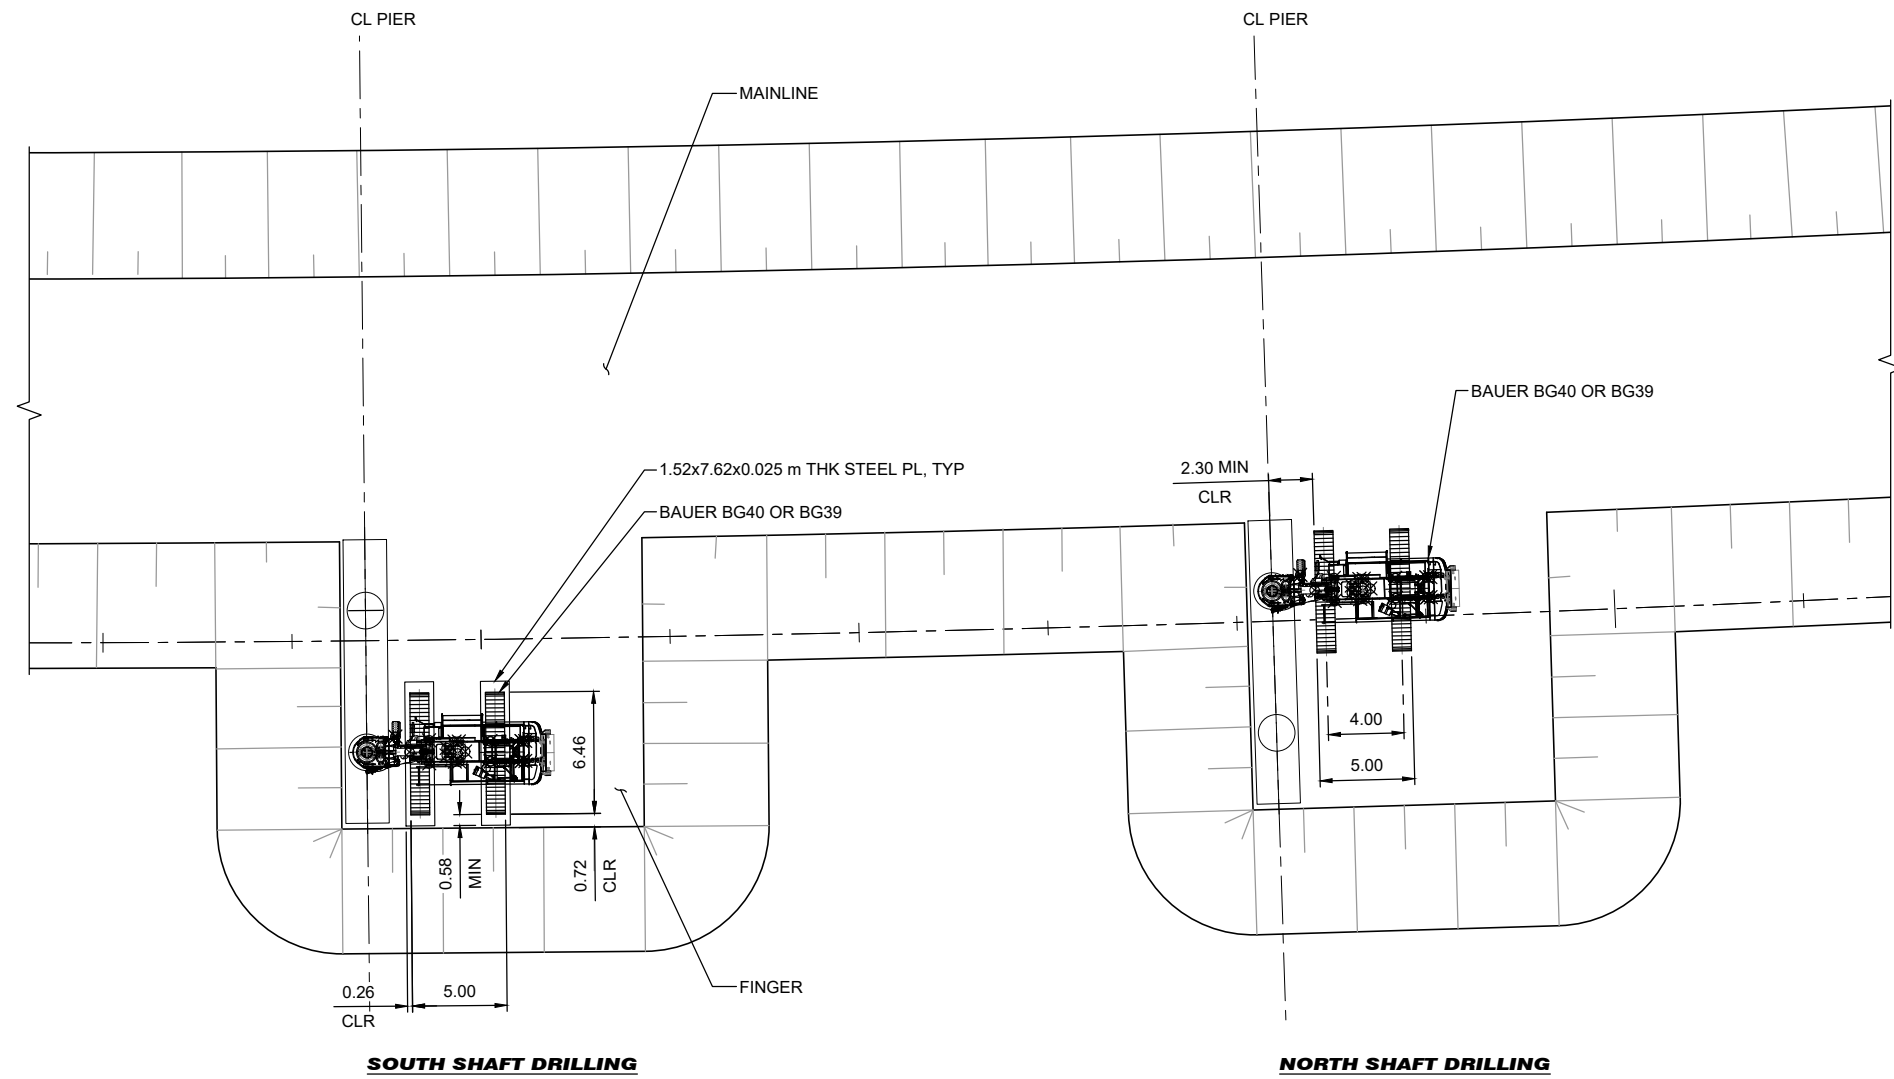 CL PIER
CL PIER
MAINLINE
BAUER BG40 OR BG39
1.52x7.62x0.025 m THK STEEL PL, TYP
2.30 MIN
CLR
BAUER BG40 OR BG39
4.00
6.46
5.00
0.58
MIN
0.72
CLR
0.26
CLR
5.00
FINGER
SOUTH SHAFT DRILLING
NORTH SHAFT DRILLING